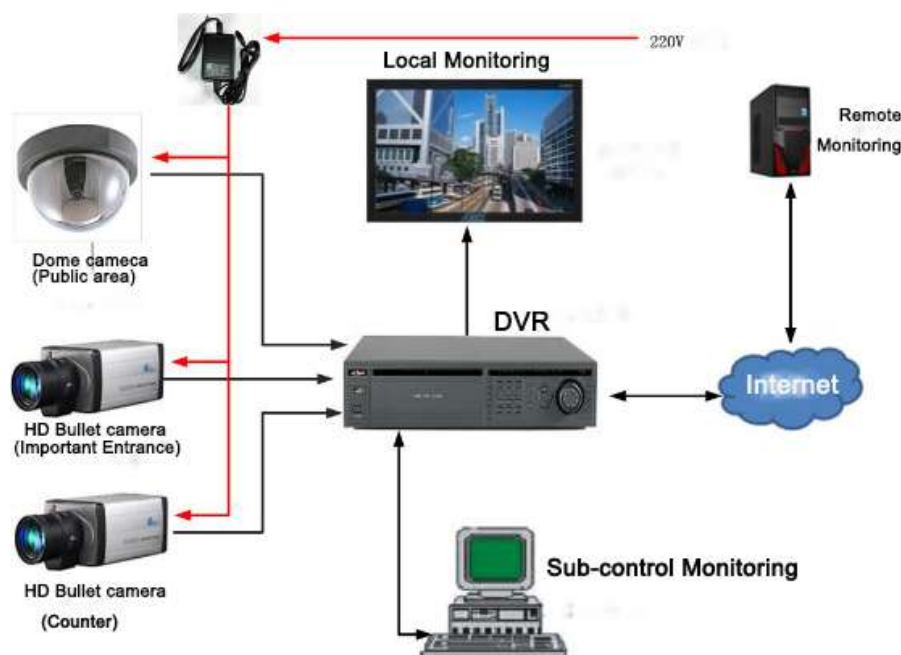 220V
Local Monitoring
Remote
Monitoring
Dome cameca
(Public area)
DVR
Internet
HD Bullet camera
(Important Entrance)
Sub-control Monitoring
HD Bullet camera
(Counter)